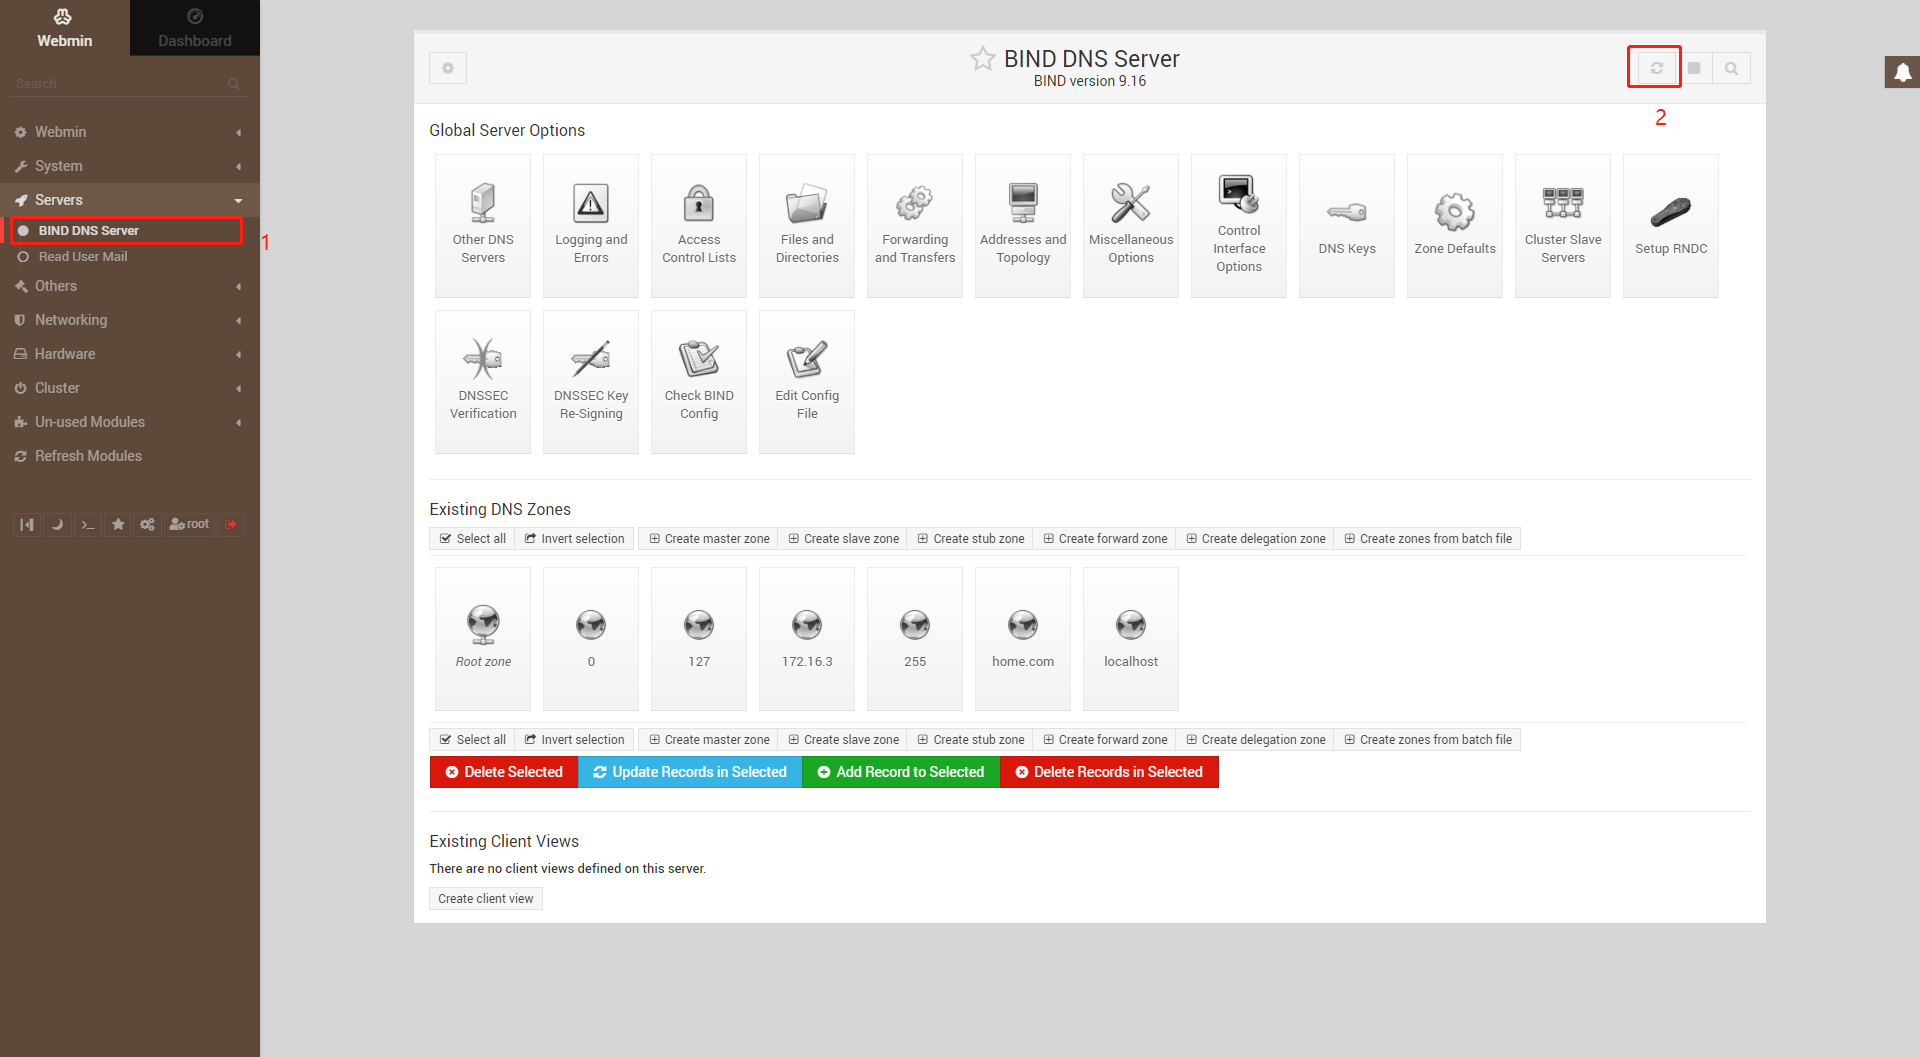 Webmin
Dashboard
Search
Webmin
System
Servers
BIND DNS Server
1
Read User Mail
Others
Networking
Hardware
Cluster
Un-used Modules
Refresh Modules
root
BIND DNS Server
BIND version 9.16
2
Global Server Options
Other DNS
Servers
Logging and
Errors
Access
Control Lists
Files and
Directories
Forwarding
and Transfers
Addresses and
Topology
Miscellaneous
Options
Control
Interface
Options
DNS Keys
Zone Defaults
Cluster Slave
Servers
Setup RNDC
DNSSEC
Verification
DNSSEC Key
Re-Signing
Check BIND
Config
Edit Config
File
Existing DNS Zones
Select all Invert selection Create master zone Create slave zone Create stub zone Create forward zone Create delegation zone Create zones from batch file
Root zone
0
127
172.16.3
255
home.com
localhost
Select all Invert selection Create master zone Create slave zone Create stub zone Create forward zone Create delegation zone Create zones from batch file
Delete Selected Update Records in Selected Add Record to Selected Delete Records in Selected
Existing Client Views
There are no client views defined on this server.
Create client view